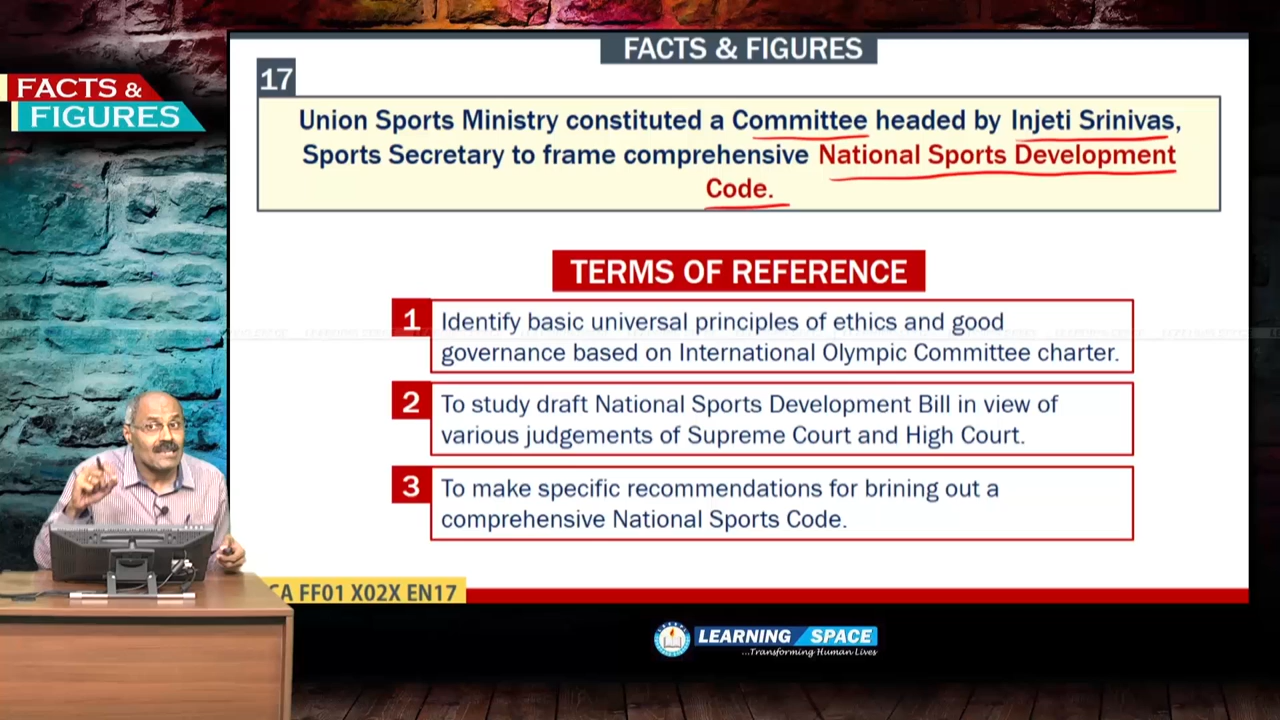 FACTS & FIGURES
17
FACTS &
FIGURES
Union Sports Ministry constituted a Committee headed by Injeti Srinivas,
Sports Secretary to frame comprehensive National Sports Development
Code.
TERMS OF REFERENCE
1 Identify basic universal principles of ethics and good
governance based on International Olympic Committee charter.
2 To study draft National Sports Development Bill in view of
various judgements of Supreme Court and High Court.
3 To make specific recommendations for brining out a
comprehensive National Sports Code.
CA FF01 X02X EN17
LEARNING SPACE
...Transforming Human Lives